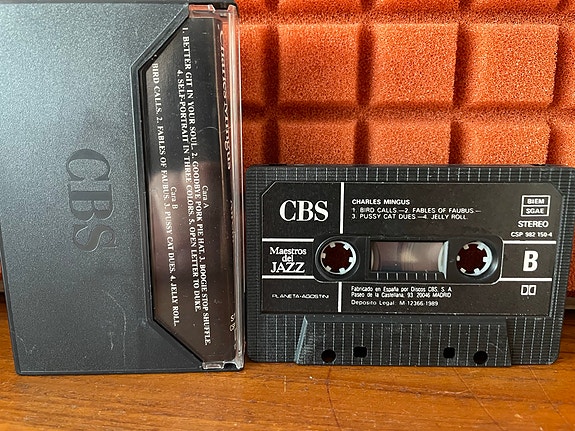 CBS
Charles Mingus
Cara A
1. BETTER GIT IN YOUR SOUL. 2. GOODBYE PORK PIE HAT. 3. BOOGIE STOP SHUFFLE.
4. SELF-PORTRAIT IN THREE COLORS. 5. OPEN LETTER TO DUKE.
Cara B
BIRD CALLS. 2. FABLES OF FAUBUS. 3. PUSSY CAT DUES. 4. JELLY ROLL.
CBS
CHARLES MINGUS
1. BIRD CALLS.—2. FABLES OF FAUBUS.—
3. PUSSY CAT DUES.—4. JELLY ROLL.
BIEM
SGAE
STEREO
CSP 982 150-4
Maestros
del
JAZZ
B
PLANETA-AGOSTINI
Fabricado en España por Discos CBS, S. A.
Paseo de la Castellana, 93. 20046 MADRID
Depósito Legal: M-12366-1989